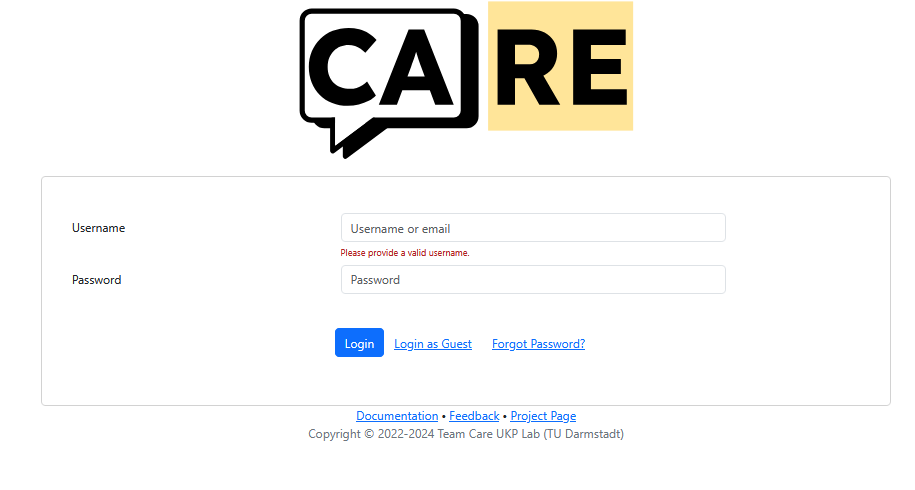 CARE
Username
Username or email
Please provide a valid username.
Password
Password
Login Login as Guest Forgot Password?
Documentation • Feedback • Project Page
Copyright © 2022-2024 Team Care UKP Lab (TU Darmstadt)